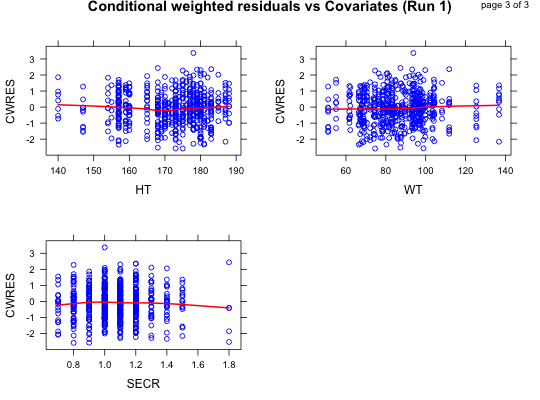 Conditional weighted residuals vs Covariates (Run 1)
page 3 of 3
CWRES
3
2
1
0
-1
-2
140 150 160 170 180 190
HT
CWRES
3
2
1
0
-1
-2
60 80 100 120 140
WT
CWRES
3
2
1
0
-1
-2
0.8 1.0 1.2 1.4 1.6 1.8
SECR